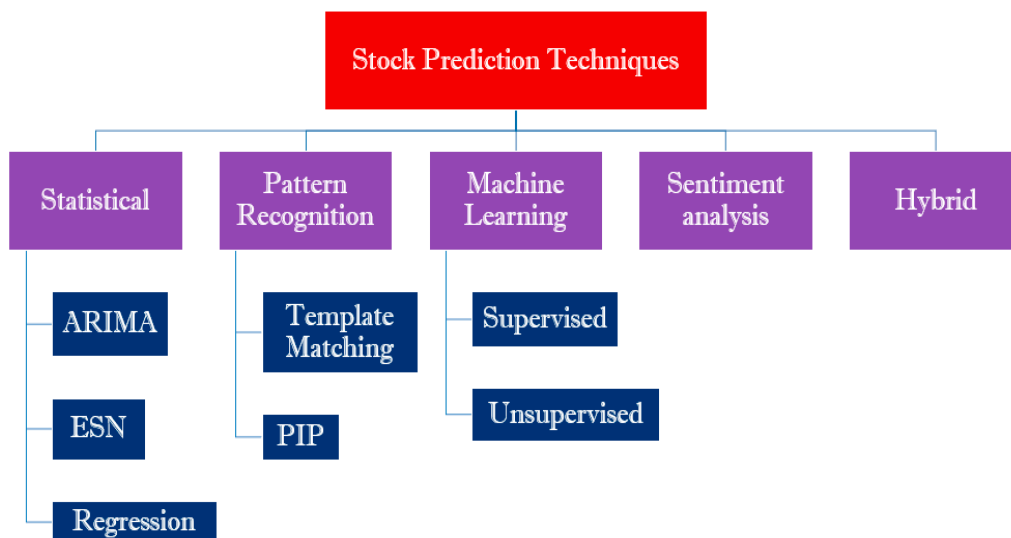 Stock Prediction Techniques
Statistical
Pattern
Recognition
Machine
Learning
Sentiment
analysis
Hybrid
ARIMA
ESN
Regression
Template
Matching
PIP
Supervised
Unsupervised